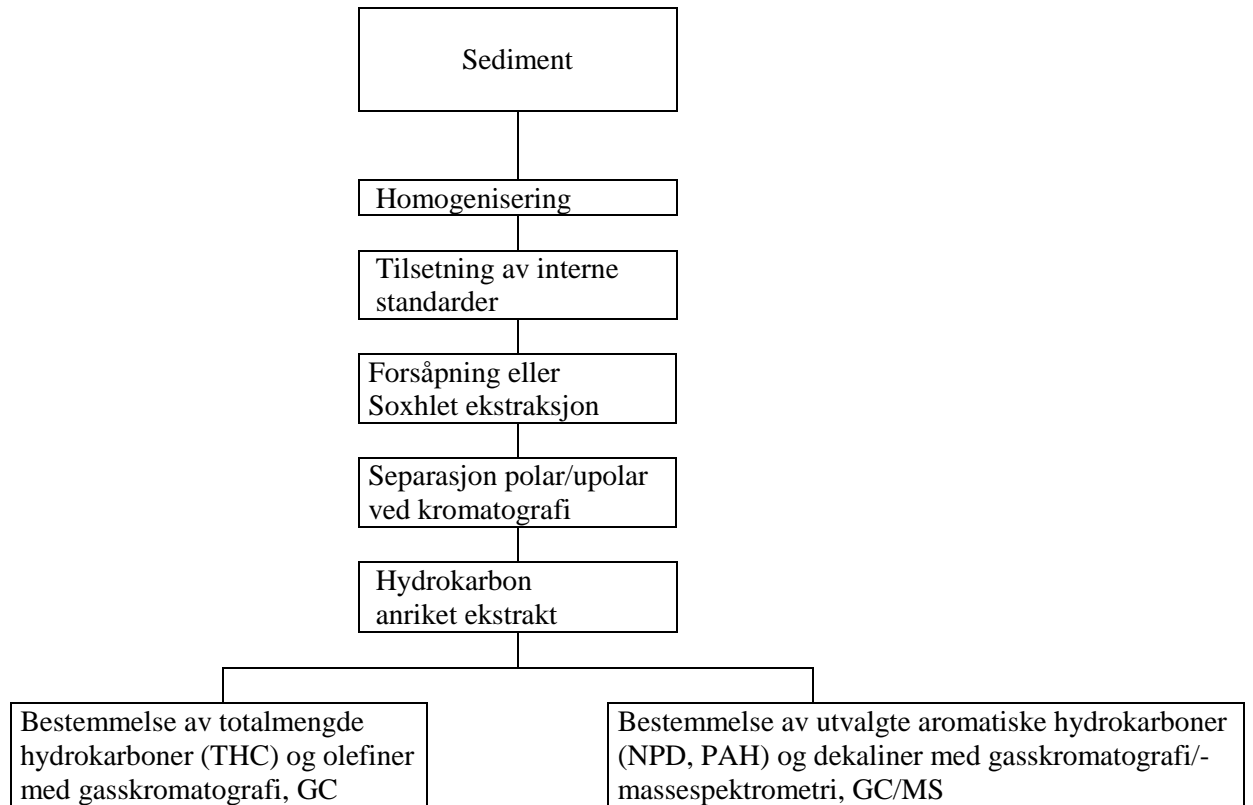 Sediment
Homogenisering
Tilsetning av interne
standarder
Forsåpning eller
Soxhlet ekstraksjon
Separasjon polar/upolar
ved kromatografi
Hydrokarbon
anriket ekstrakt
Bestemmelse av totalmengde
hydrokarboner (THC) og olefiner
med gasskromatografi, GC
Bestemmelse av utvalgte aromatiske hydrokarboner
(NPD, PAH) og dekaliner med gasskromatografi/-
massespektrometri, GC/MS